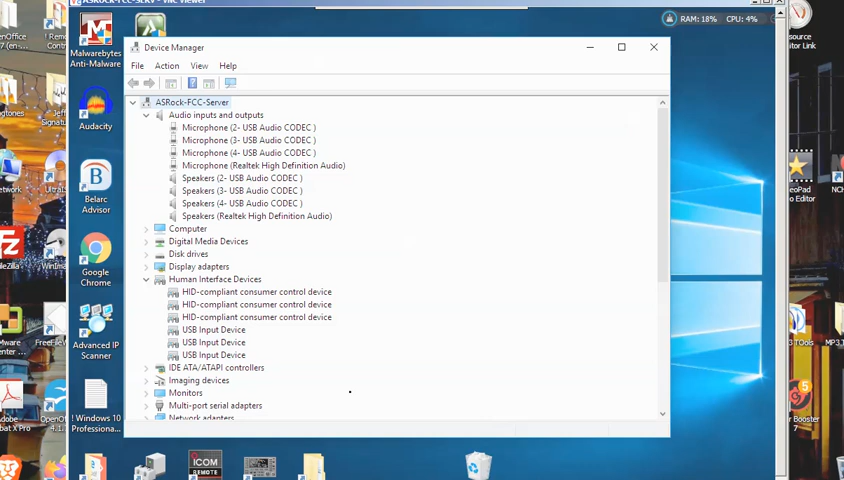 ASRock-FCC-SERV - VNC Viewer
RAM: 18% CPU: 4%
Device Manager
File Action View Help
ASRock-FCC-Server
Audio inputs and outputs
Microphone (2- USB Audio CODEC )
Microphone (3- USB Audio CODEC )
Microphone (4- USB Audio CODEC )
Microphone (Realtek High Definition Audio)
Speakers (2- USB Audio CODEC )
Speakers (3- USB Audio CODEC )
Speakers (4- USB Audio CODEC )
Speakers (Realtek High Definition Audio)
Computer
Digital Media Devices
Disk drives
Display adapters
Human Interface Devices
HID-compliant consumer control device
HID-compliant consumer control device
HID-compliant consumer control device
USB Input Device
USB Input Device
USB Input Device
IDE ATA/ATAPI controllers
Imaging devices
Monitors
Multi-port serial adapters
Network adapters
Malwarebytes
Anti-Malware
Audacity
Belarc
Advisor
Google
Chrome
Advanced IP
Scanner
! Windows 10
Professiona...
ICOM
REMOTE